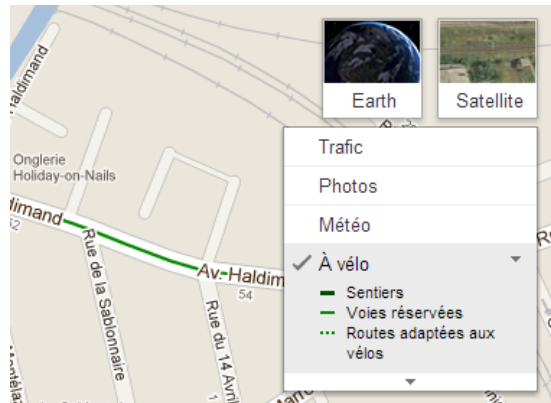 Earth
Satellite
Trafic
Photos
Météo
À vélo
Sentiers
Voies réservées
Routes adaptées aux
vélos
Onglerie
Holiday-on-Nails
Haldimand
Av. Haldim
54
Rue de la Sablonnaire
Rue du 14 Avril